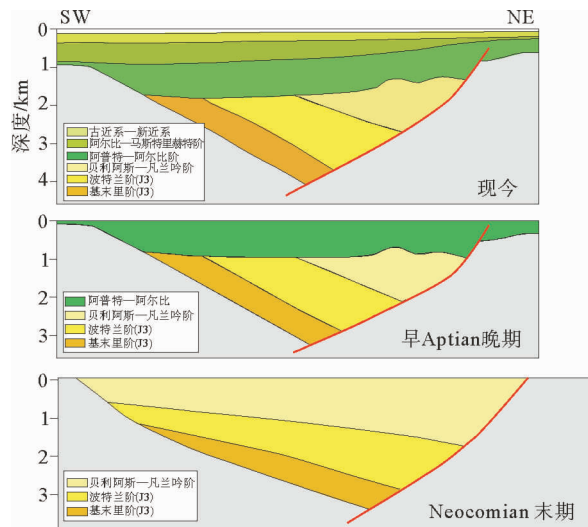 SW
NE
深度/km
0
1
2
3
4
古近系—新近系
阿尔比—马斯特里赫特阶
阿普特—阿尔比阶
贝利阿斯—凡兰吟阶
波特兰阶(J3)
基末里阶(J3)
现今
0
1
2
3
阿普特—阿尔比
贝利阿斯—凡兰吟阶
波特兰阶(J3)
基末里阶(J3)
早Aptian晚期
0
1
2
3
贝利阿斯—凡兰吟阶
波特兰阶(J3)
基末里阶(J3)
Neocomian 末期